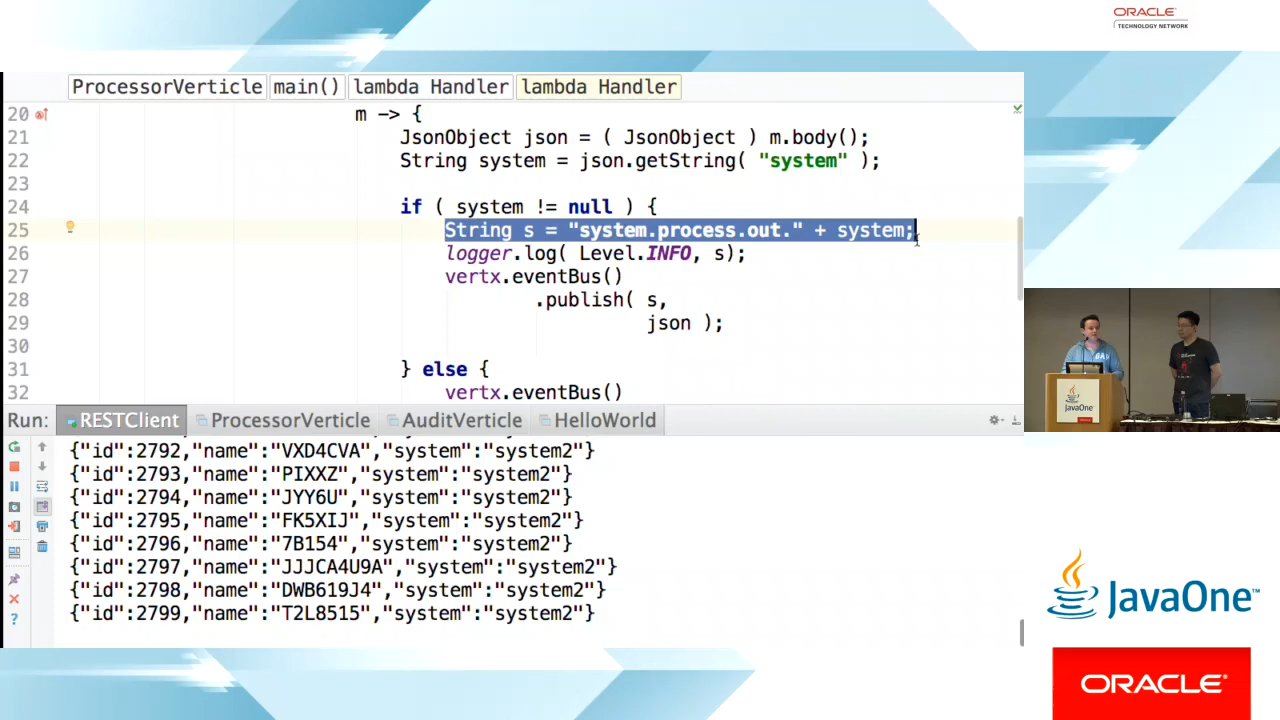 ORACLE
TECHNOLOGY NETWORK
ProcessorVerticle main() lambda Handler lambda Handler
20 m -> {
21 JsonObject json = ( JsonObject ) m.body();
22 String system = json.getString( "system" );
23
24 if ( system != null ) {
25 String s = "system.process.out." + system;
26 logger.log( Level.INFO, s);
27 vertx.eventBus()
28 .publish( s,
29 json );
30
31 } else {
32 vertx.eventBus()
Run: RESTClient ProcessorVerticle AuditVerticle HelloWorld
{"id":2792,"name":"VXD4CVA","system":"system2"}
{"id":2793,"name":"PIXXZ","system":"system2"}
{"id":2794,"name":"JYY6U","system":"system2"}
{"id":2795,"name":"FK5XIJ","system":"system2"}
{"id":2796,"name":"7B154","system":"system2"}
{"id":2797,"name":"JJJCA4U9A","system":"system2"}
{"id":2798,"name":"DWB619J4","system":"system2"}
{"id":2799,"name":"T2L8515","system":"system2"}
JavaOne
JavaOne™
ORACLE®